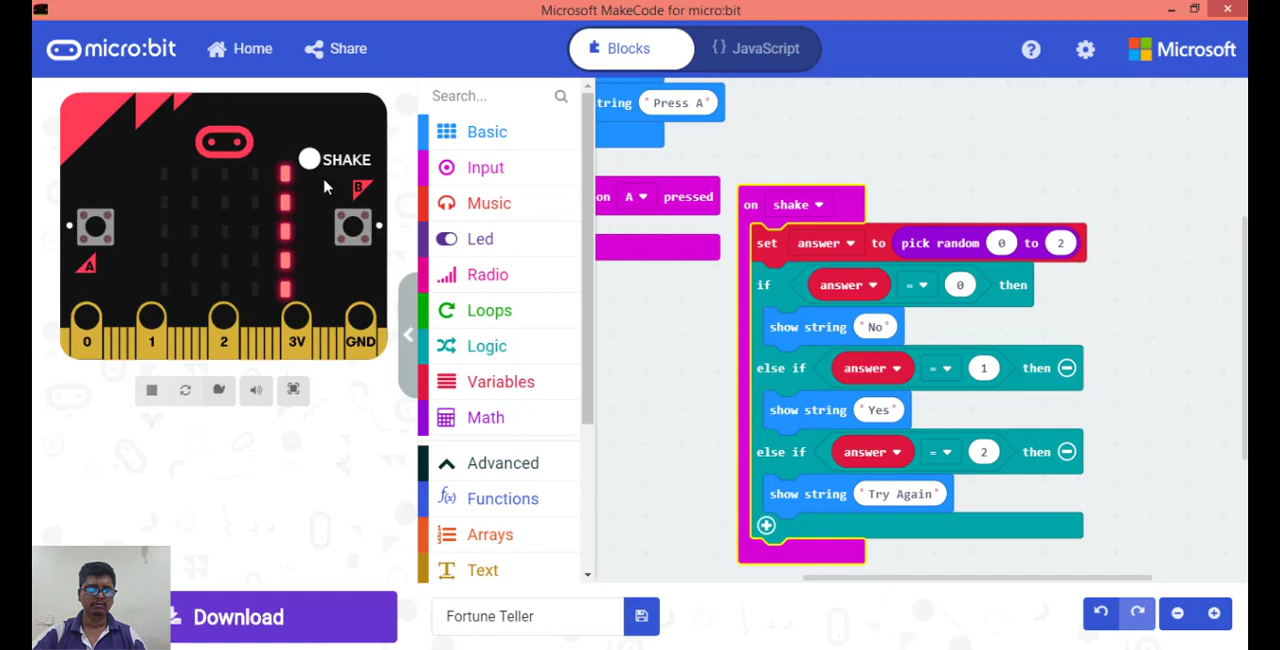 Microsoft MakeCode for micro:bit
micro:bit
Home
Share
Blocks
{} JavaScript
?
Microsoft
SHAKE
B
A
0
1
2
3V
GND
Download
Search...
Basic
Input
Music
Led
Radio
Loops
Logic
Variables
Math
Advanced
f(x) Functions
Arrays
T Text
Fortune Teller
tring "Press A"
on A pressed
on shake
set answer to pick random 0 to 2
if answer = 0 then
show string "No"
else if answer = 1 then
show string "Yes"
else if answer = 2 then
show string "Try Again"